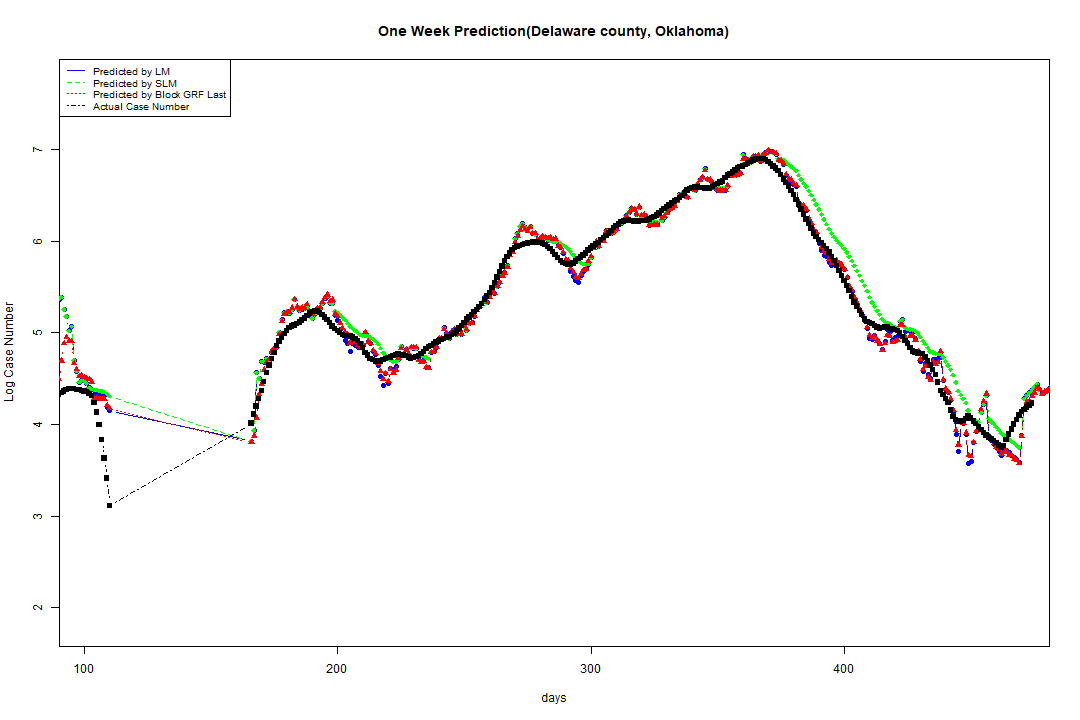 One Week Prediction(Delaware county, Oklahoma)
Predicted by LM
Predicted by SLM
Predicted by Block GRF Last
Actual Case Number
Log Case Number
7
6
5
4
3
2
100 200 300 400
days